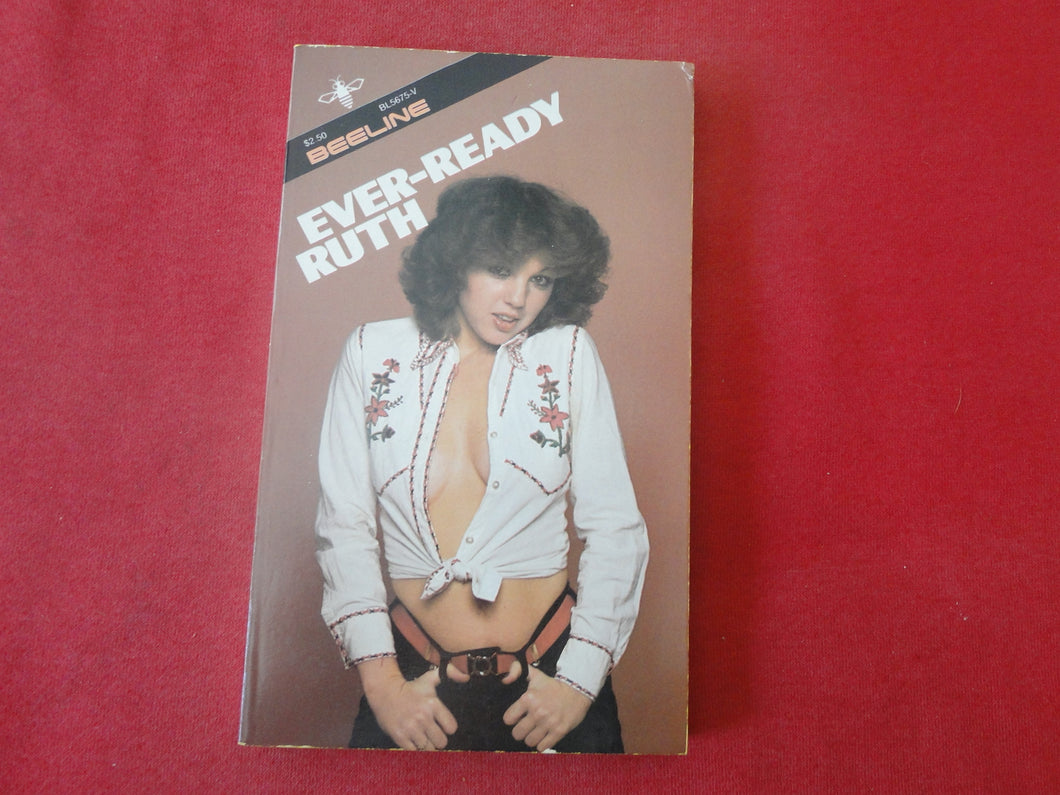 $2.50
BL5675-V
BEELINE
EVER-READY
RUTH